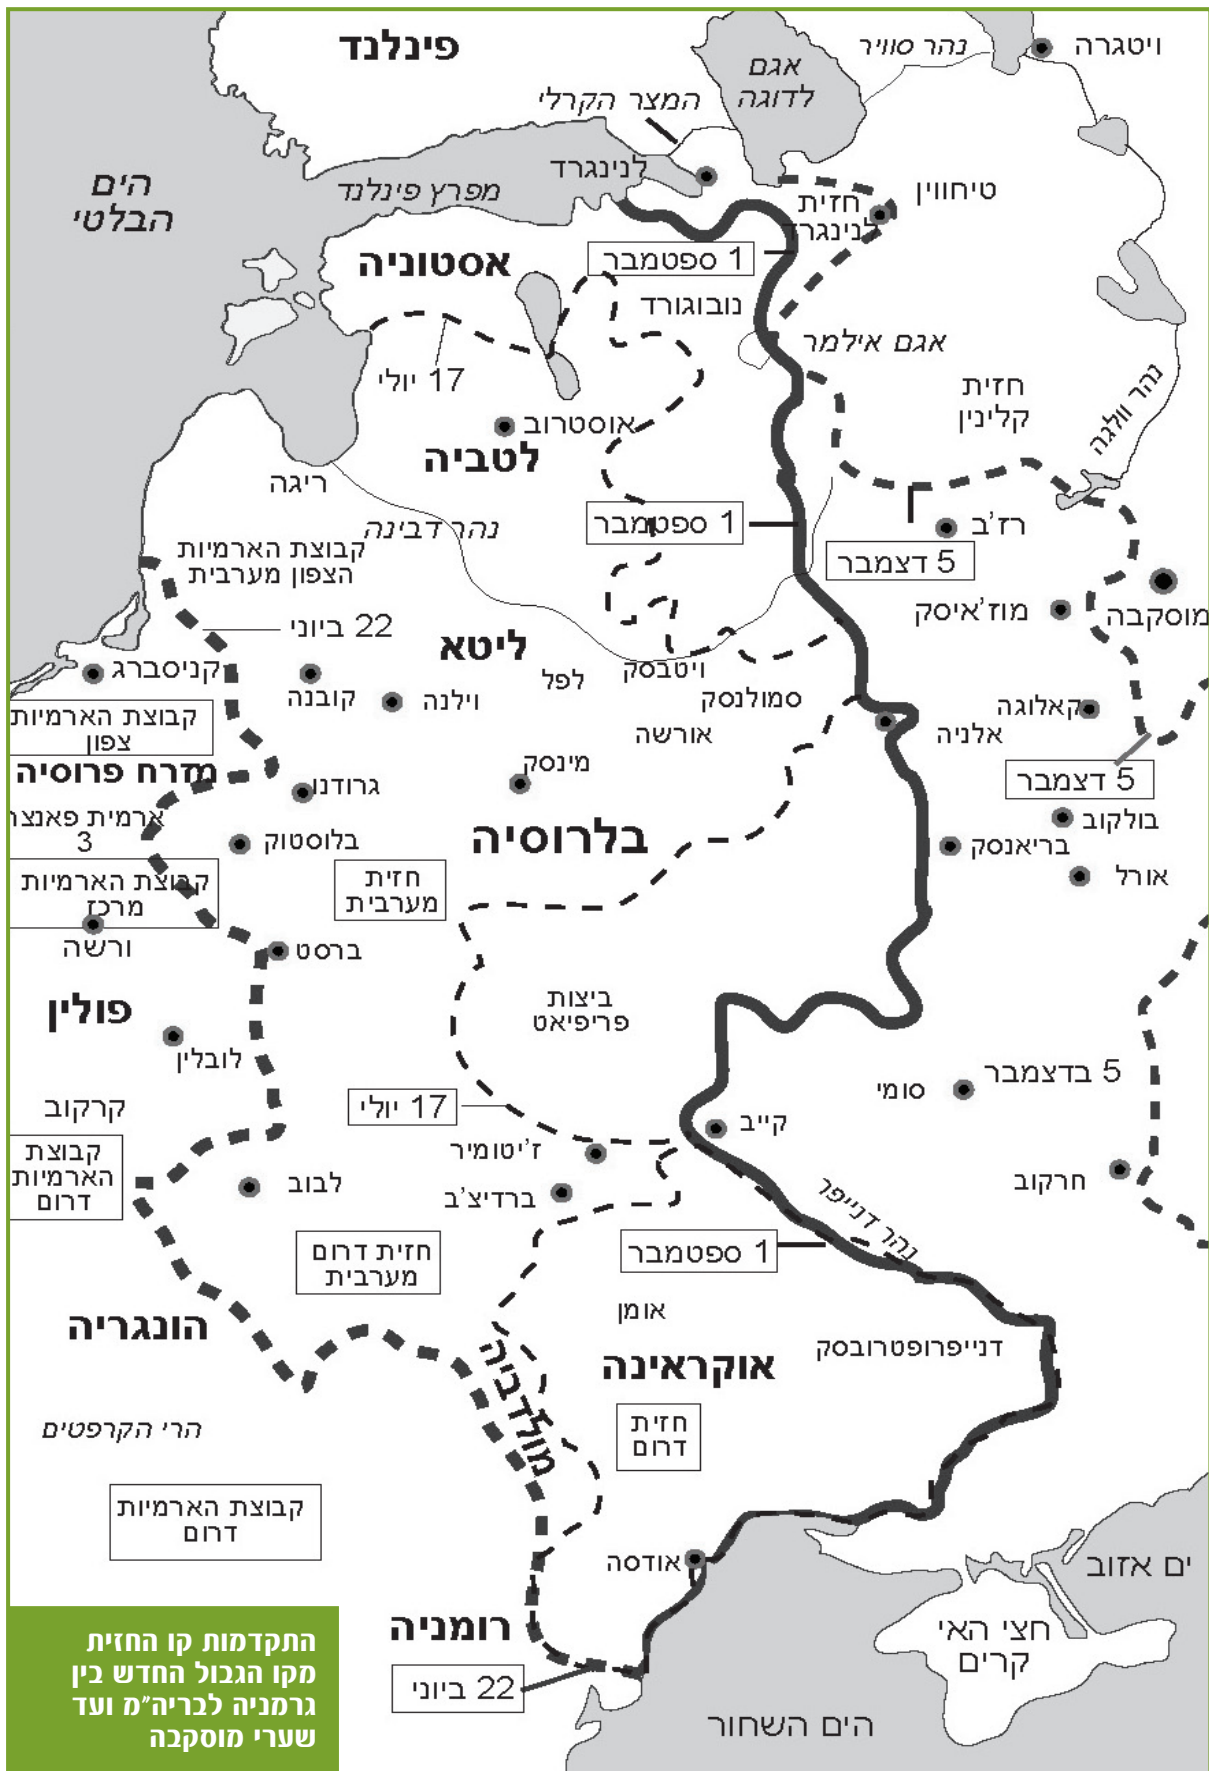 פינלנד
נהר סוויר
ויטגרה
אגם
לדוגה
המצר הקרלי
הים
הבלטי
מפרץ פינלנד
לנינגרד
חזית
לנינגרד
טיחווין
אסטוניה
1 ספטמבר
נובוגורד
אגם אילמר
17 יולי
חזית
קלינין
נהר וולגה
אוסטרוב
לטביה
ריגה
נהר דבינה
1 ספטמבר
רז'ב
5 דצמבר
קבוצת הארמיות
הצפון מערבית
22 ביוני
מוז'איסק
מוסקבה
ליטא
קניסברג
קובנה
וילנה
לפל
ויטבסק
סמולנסק
אורשה
אלניה
קאלוגה
קבוצת הארמיות
צפון
מזרח פרוסיה
גרודנו
מינסק
5 דצמבר
ארמית פאנצר
3
בלוסטוק
בלרוסיה
בולקוב
בריאנסק
אורל
קבוצת הארמיות
מרכז
ורשה
חזית
מערבית
ברסט
פולין
ביצות
פריפיאט
לובלין
קרקוב
17 יולי
סומי
5 בדצמבר
קייב
ז'יטומיר
קבוצת
הארמיות
דרום
לבוב
ברדיצ'ב
חרקוב
נהר דנייפר
חזית דרום
מערבית
1 ספטמבר
הונגריה
אומן
אוקראינה
דנייפרופטרובסק
מולדביה
הרי הקרפטים
חזית
דרום
קבוצת הארמיות
דרום
אודסה
ים אזוב
רומניה
חצי האי
קרים
22 ביוני
הים השחור
התקדמות קו החזית
מקו הגבול החדש בין
גרמניה לבריה"מ ועד
שערי מוסקבה